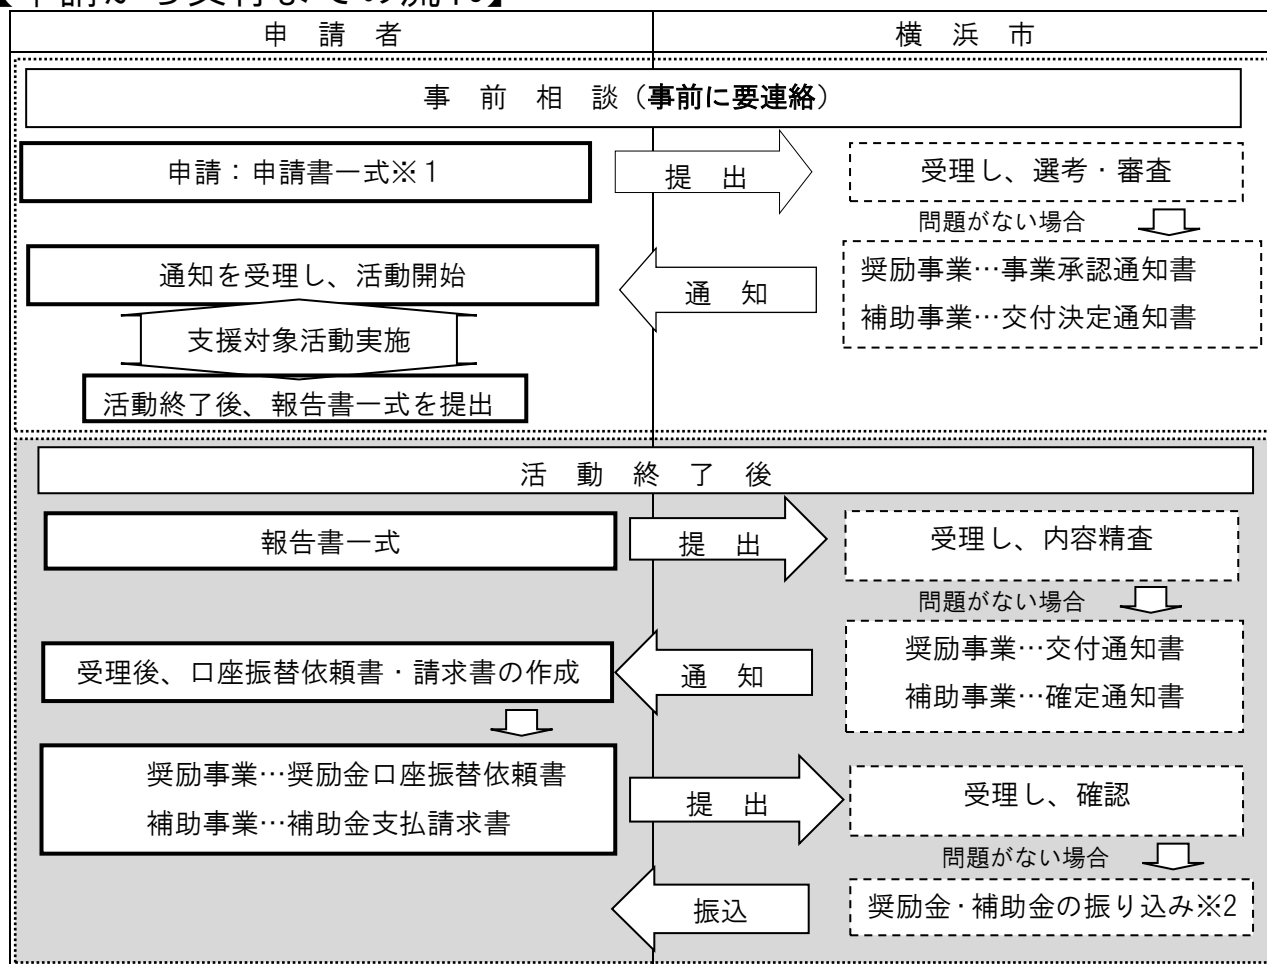 【申請から交付までの流れ】
申　請　者
横　浜　市
事　前　相　談（事前に要連絡）
申請：申請書一式※１
提　出
受理し、選考・審査
問題がない場合
通知を受理し、活動開始
通　知
奨励事業…事業承認通知書
補助事業…交付決定通知書
支援対象活動実施
活動終了後、報告書一式を提出
活　動　終　了　後
報告書一式
提　出
受理し、内容精査
問題がない場合
受理後、口座振替依頼書・請求書の作成
通　知
奨励事業…交付通知書
補助事業…確定通知書
奨励事業…奨励金口座振替依頼書
補助事業…補助金支払請求書
提　出
受理し、確認
問題がない場合
振込
奨励金・補助金の振り込み※2